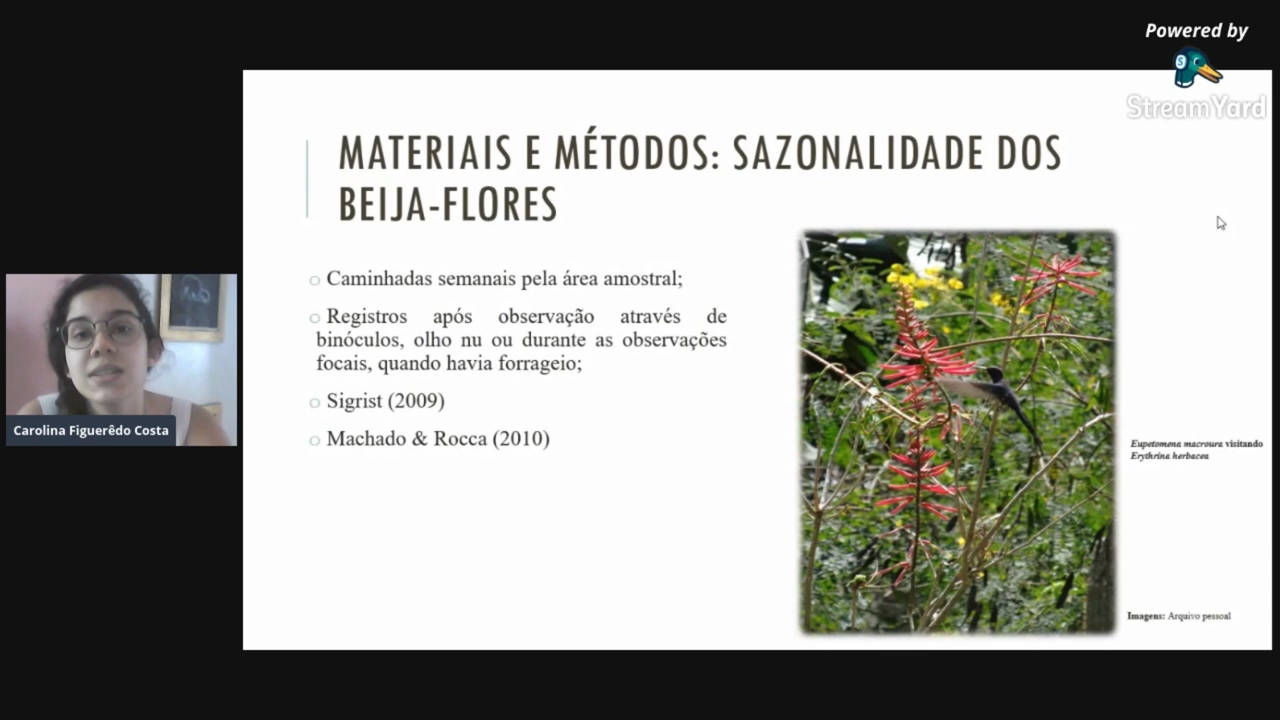 Powered by
StreamYard
MATERIAIS E MÉTODOS: SAZONALIDADE DOS
BEIJA-FLORES
Caminhadas semanais pela área amostral;
Registros após observação através de
binóculos, olho nu ou durante as observações
focais, quando havia forrageio;
Sigrist (2009)
Machado & Rocca (2010)
Carolina Figuerêdo Costa
Eupetomena macroura visitando
Erythrina herbacea
Imagens: Arquivo pessoal